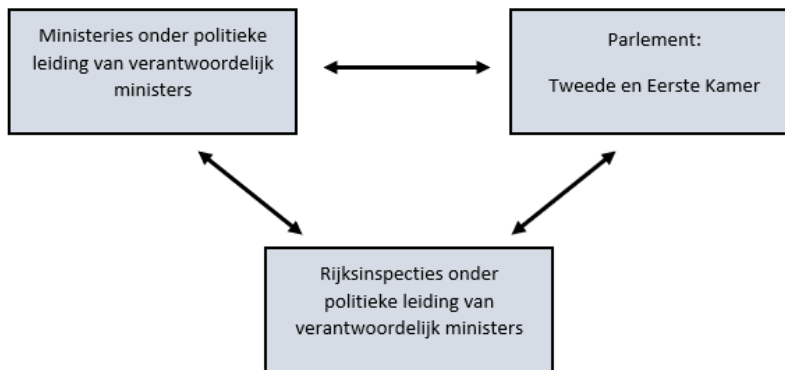 Ministeries onder politieke
leiding van verantwoordelijk
ministers
Parlement:
Tweede en Eerste Kamer
Rijksinspecties onder
politieke leiding van
verantwoordelijk ministers